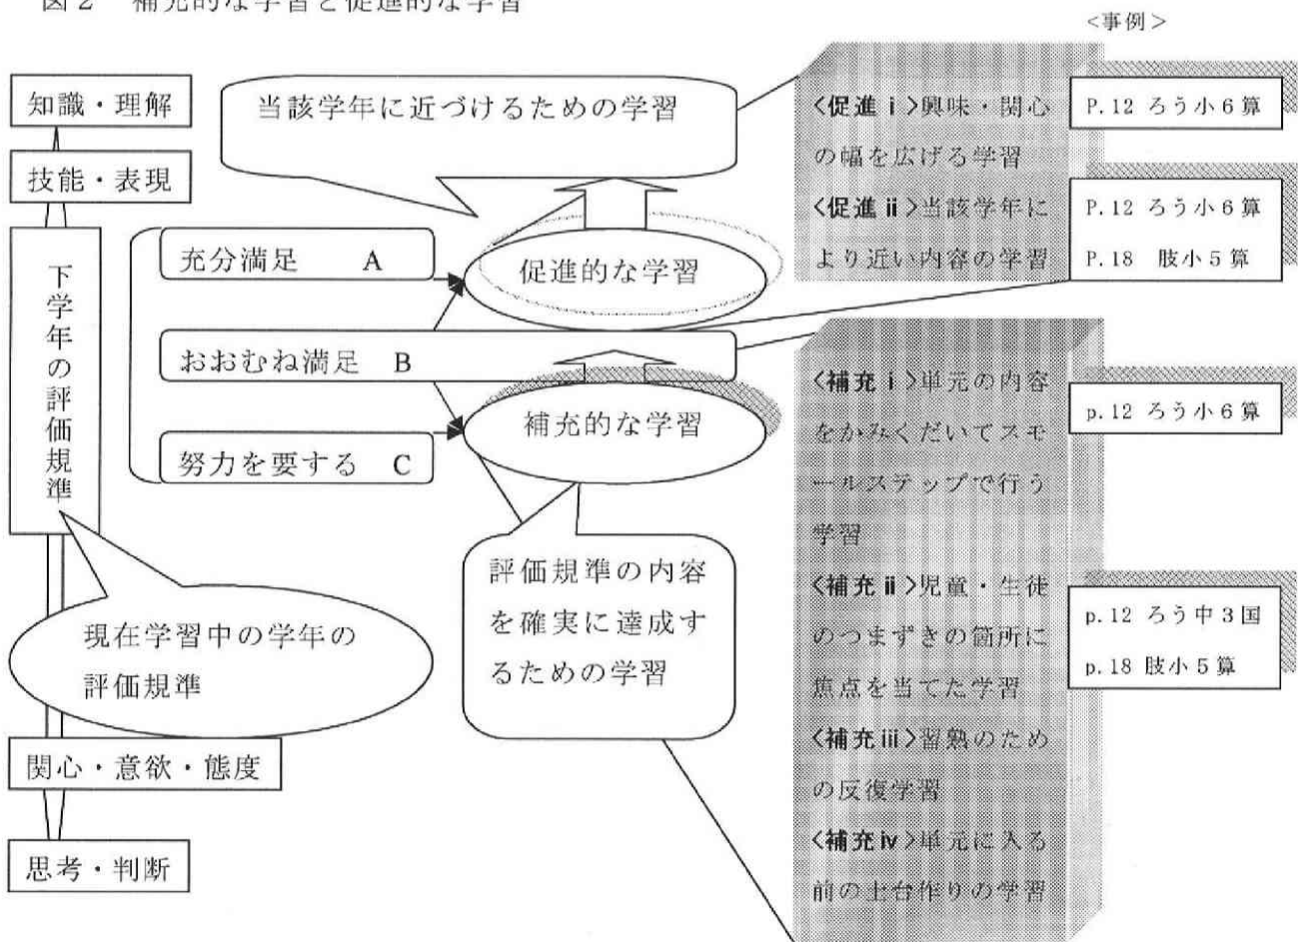 図2 補充的な学習と促進的な学習
<事例>
知識・理解
技能・表現
下学年の評価規準
現在学習中の学年の
評価規準
関心・意欲・態度
思考・判断
当該学年に近づけるための学習
充分満足 A
おおむね満足 B
努力を要する C
促進的な学習
補充的な学習
評価規準の内容
を確実に達成す
るための学習
<促進ⅰ>興味・関心
の幅を広げる学習
<促進ⅱ>当該学年に
より近い内容の学習
P.12 ろう小6算
P.12 ろう小6算
P.18 肢小5算
<補充ⅰ>単元の内容
をかみくだいてスモ
ールステップで行う
学習
<補充ⅱ>児童・生徒
のつまずきの箇所に
焦点を当てた学習
<補充ⅲ>習熟のため
の反復学習
<補充ⅳ>単元に入る
前の土台作りの学習
p.12 ろう小6算
p.12 ろう中3国
p.18 肢小5算